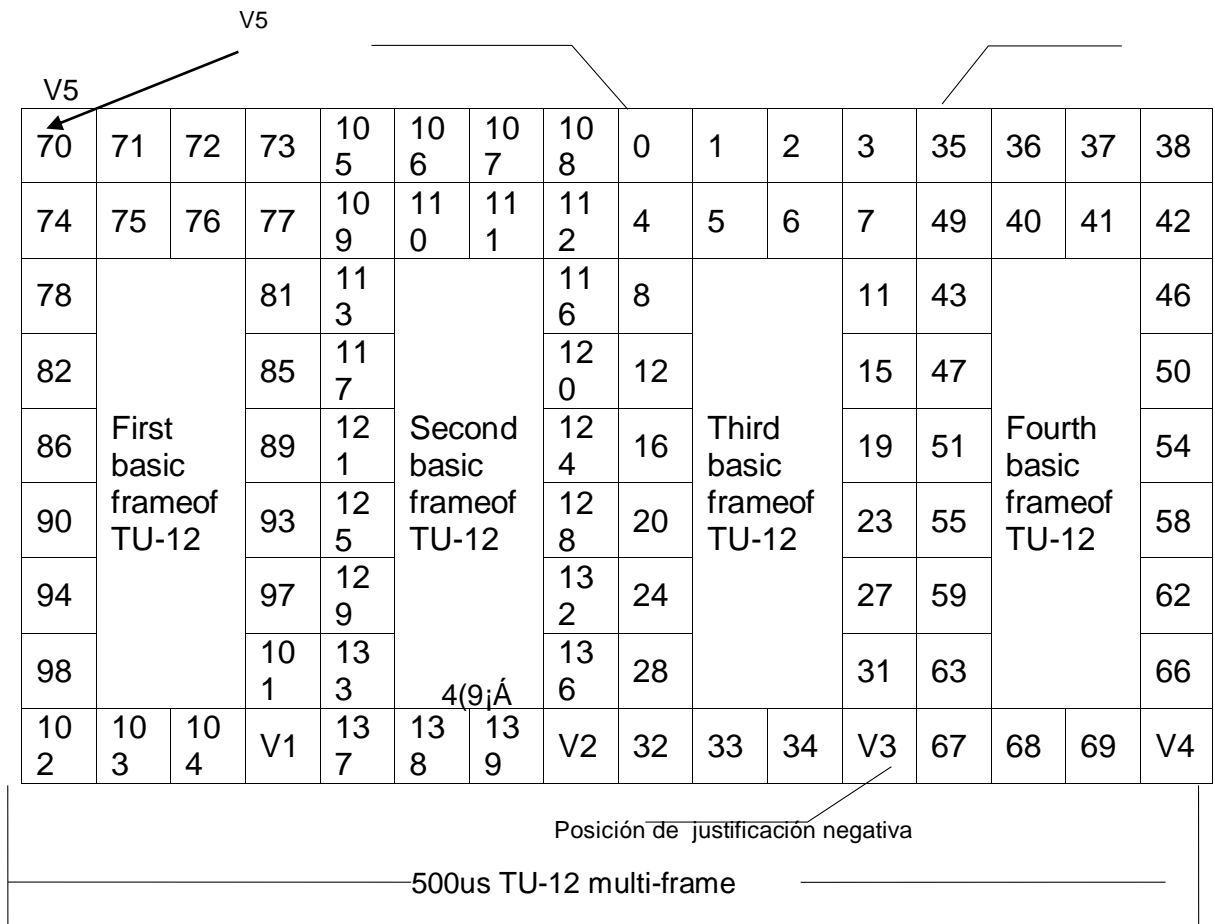 V5
V5
70 71 72 73 105 106 107 108 0 1 2 3 35 36 37 38
74 75 76 77 109 110 111 112 4 5 6 7 49 40 41 42
78 81 113 116 8 11 43 46
82 85 117 120 12 15 47 50
86 First basic frameof TU-12 89 121 Second basic frameof TU-12 124 16 Third basic frameof TU-12 19 51 Fourth basic frameof TU-12 54
90 93 125 128 20 23 55 58
94 97 129 132 24 27 59 62
98 101 133 4(9¡Á 136 28 31 63 66
102 103 104 V1 137 138 139 V2 32 33 34 V3 67 68 69 V4
Posición de justificación negativa
500us TU-12 multi-frame